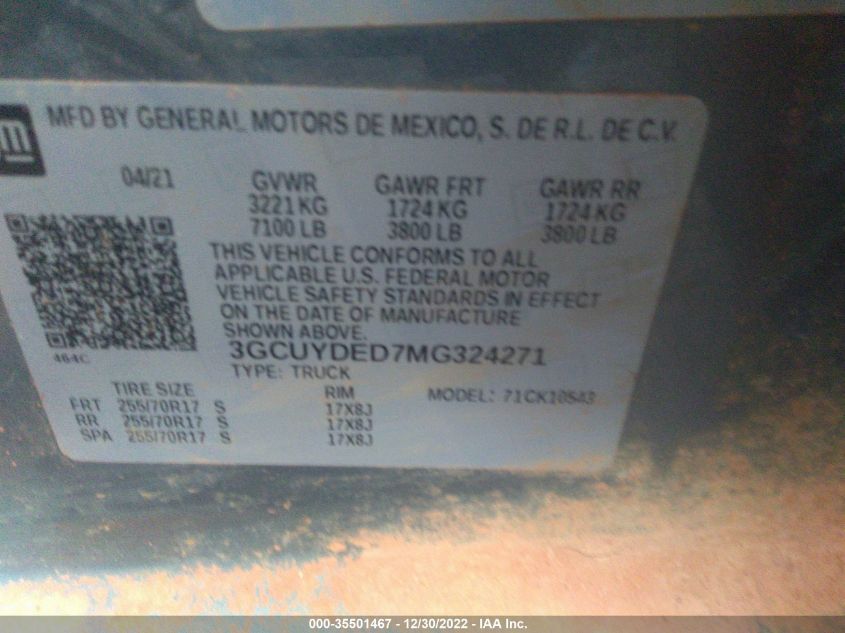 gm
MFD BY GENERAL MOTORS DE MEXICO, S. DE R.L. DE C.V.
04/21 GVWR GAWR FRT GAWR RR
3221 KG 1724 KG 1724 KG
7100 LB 3800 LB 3800 LB
THIS VEHICLE CONFORMS TO ALL
APPLICABLE U.S. FEDERAL MOTOR
VEHICLE SAFETY STANDARDS IN EFFECT
ON THE DATE OF MANUFACTURE
SHOWN ABOVE.
464C
3GCUYDED7MG324271
TYPE: TRUCK
TIRE SIZE RIM MODEL: 71CK10543
FRT 255/70R17 S 17X8J
RR 255/70R17 S 17X8J
SPA 255/70R17 S 17X8J
000-35501467 - 12/30/2022 - IAA Inc.